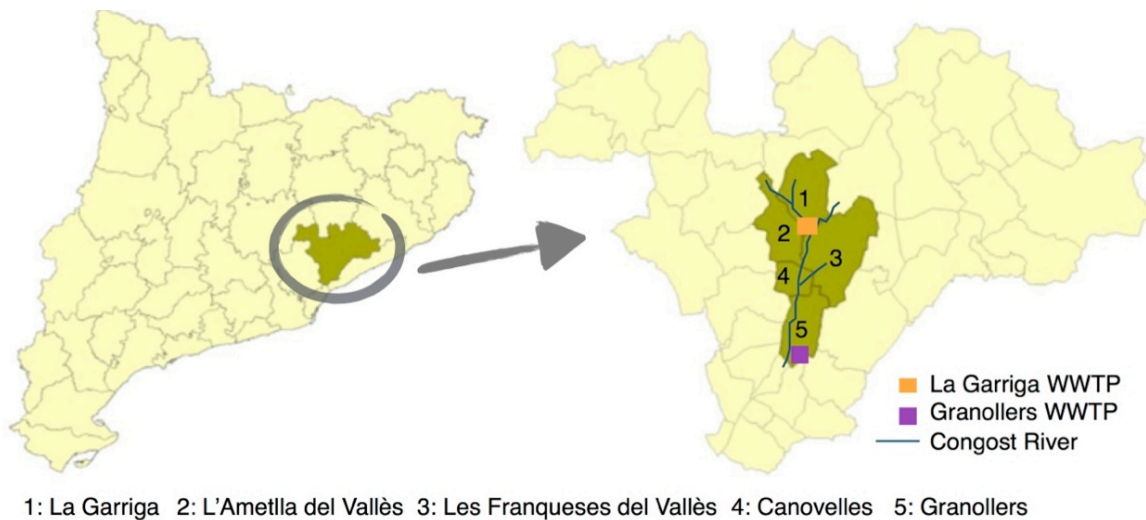 1
2
3
4
5
La Garriga WWTP
Granollers WWTP
Congost River
1: La Garriga 2: L'Ametlla del Vallès 3: Les Franqueses del Vallès 4: Canovelles 5: Granollers